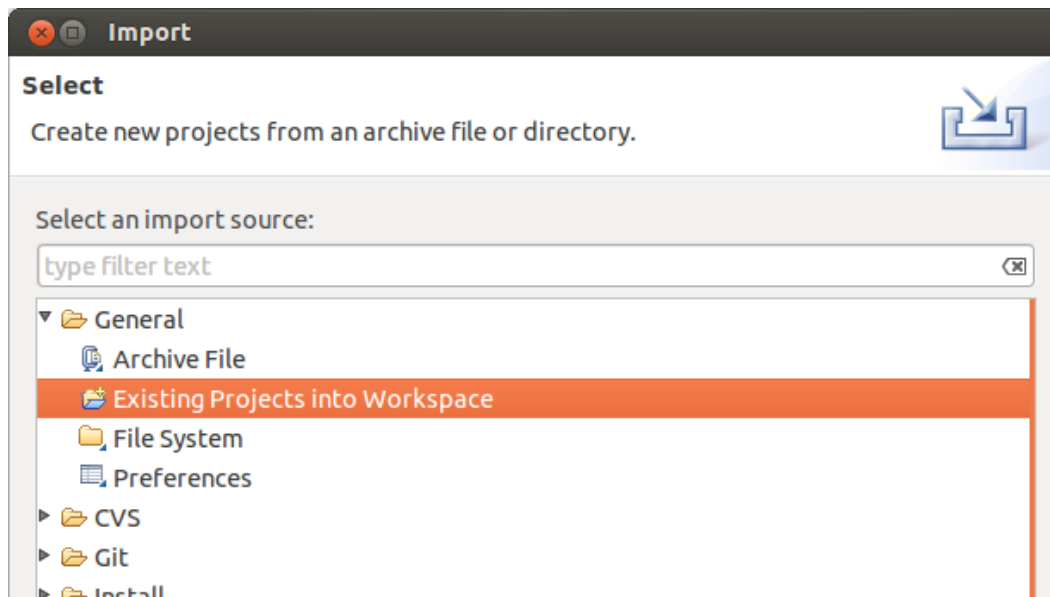 Import
Select
Create new projects from an archive file or directory.
Select an import source:
type filter text
General
Archive File
Existing Projects into Workspace
File System
Preferences
CVS
Git
Install